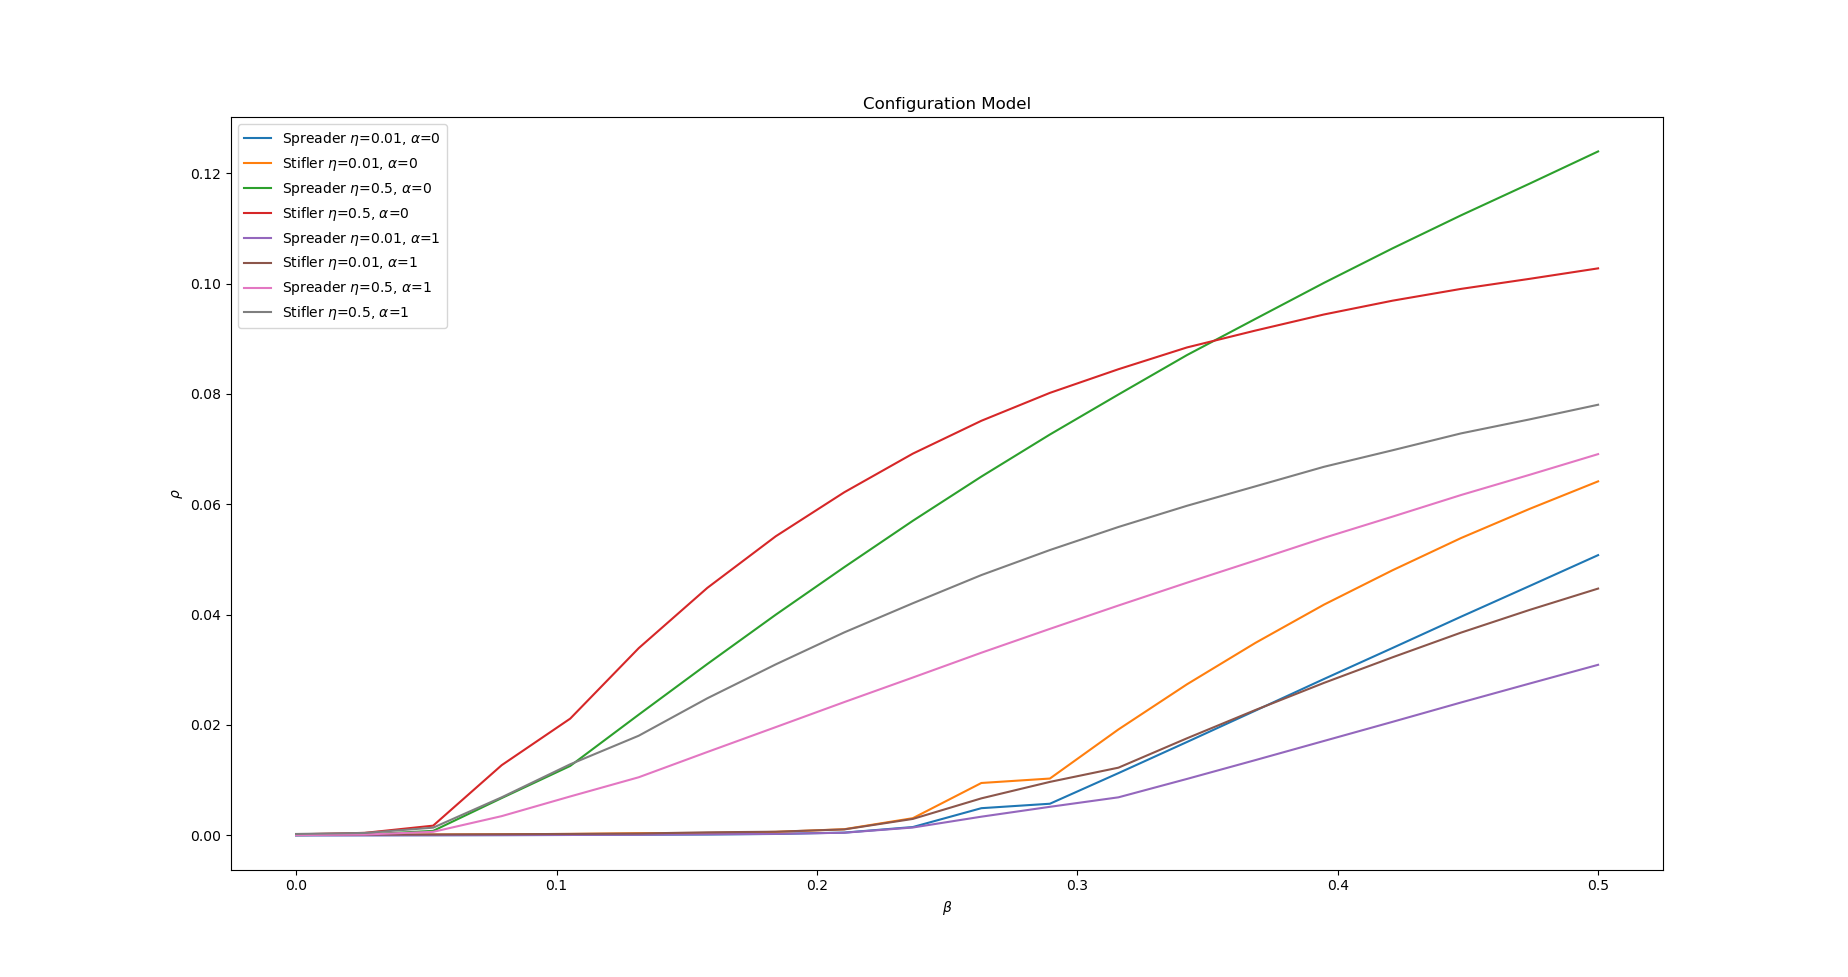 Configuration Model
Spreader η=0.01, α=0
Stifler η=0.01, α=0
Spreader η=0.5, α=0
Stifler η=0.5, α=0
Spreader η=0.01, α=1
Stifler η=0.01, α=1
Spreader η=0.5, α=1
Stifler η=0.5, α=1
0.12
0.10
0.08
0.06
0.04
0.02
0.00
ρ
0.0 0.1 0.2 0.3 0.4 0.5
β